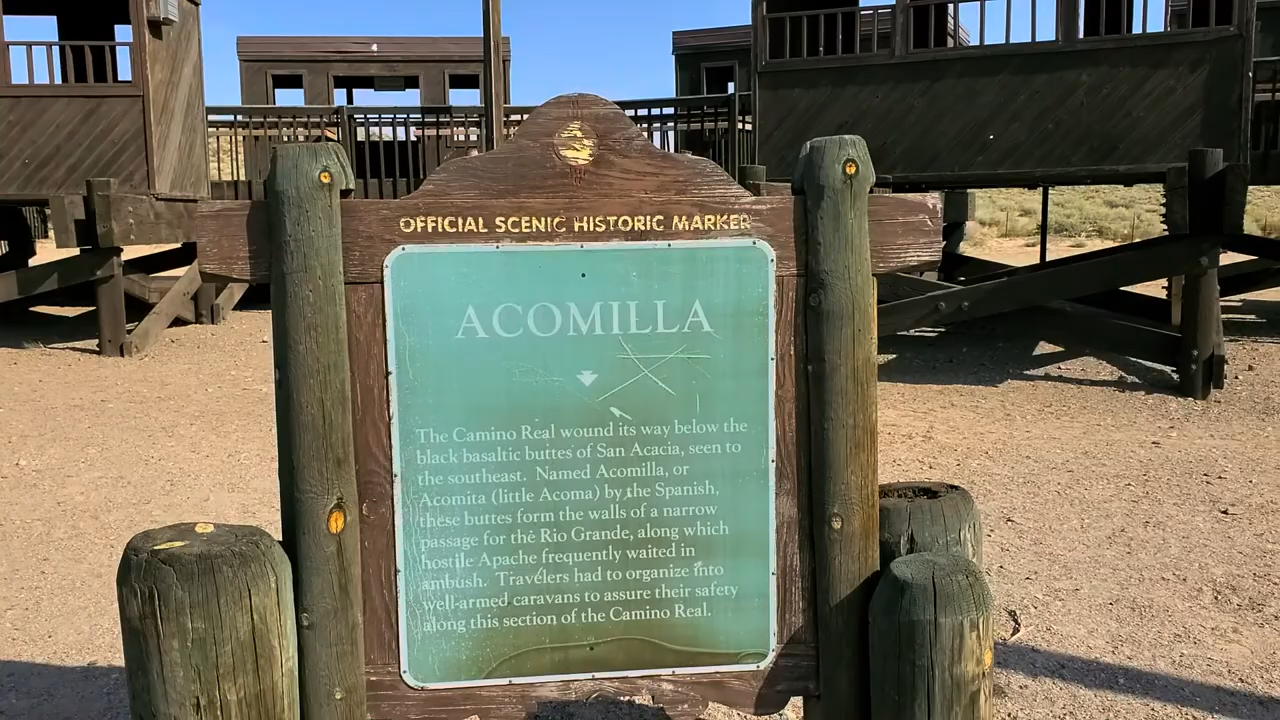 OFFICIAL SCENIC HISTORIC MARKER
ACOMILLA
The Camino Real wound its way below the
black basaltic buttes of San Acacia, seen to
the southeast. Named Acomilla, or
Acomita (little Acoma) by the Spanish,
these buttes form the walls of a narrow
passage for the Rio Grande, along which
hostile Apache frequently waited in
ambush. Travelers had to organize into
well-armed caravans to assure their safety
along this section of the Camino Real.